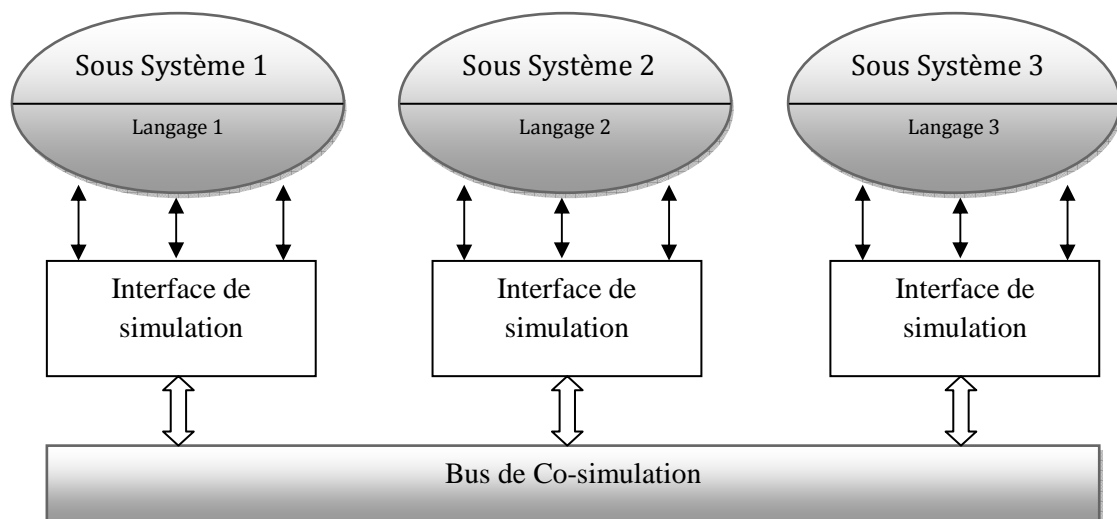 Sous Système 1
Langage 1
Sous Système 2
Langage 2
Sous Système 3
Langage 3
Interface de
simulation
Interface de
simulation
Interface de
simulation
Bus de Co-simulation